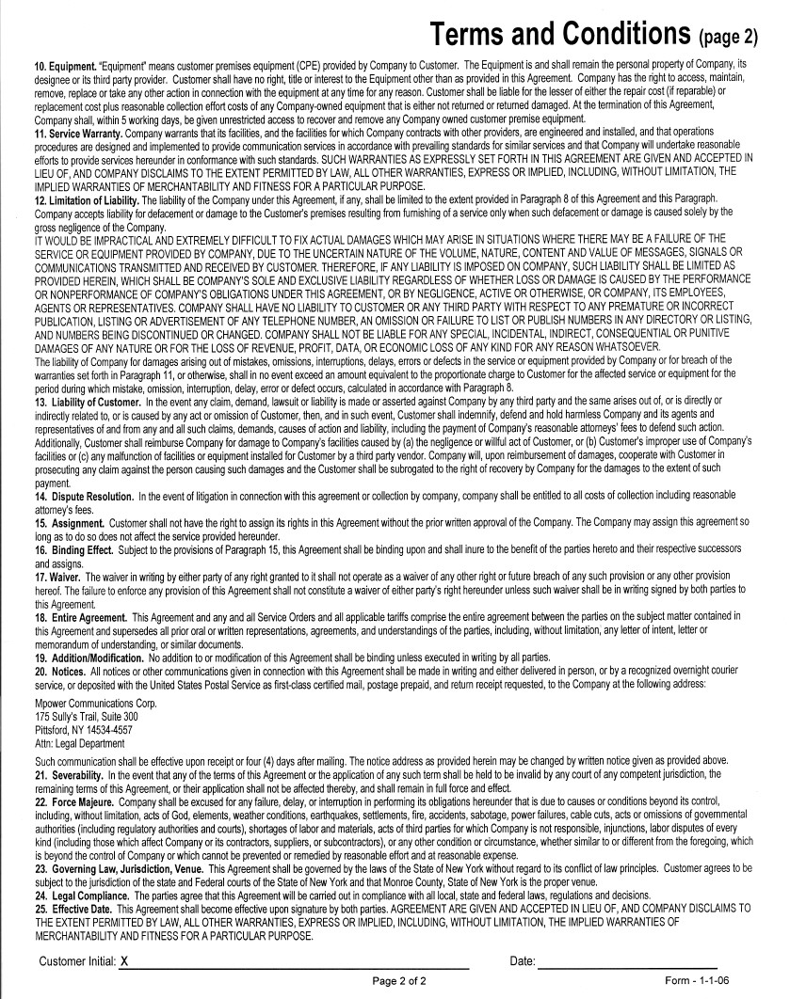 Terms and Conditions (page 2)
10. Equipment. "Equipment" means customer premises equipment (CPE) provided by Company to Customer. The Equipment is and shall remain the personal property of Company, its
designee or its third party provider. Customer shall have no right, title or interest to the Equipment other than as provided in this Agreement. Company has the right to access, maintain,
remove, replace or take any other action in connection with the equipment at any time for any reason. Customer shall be liable for the lesser of either the repair cost (if reparable) or
replacement cost plus reasonable collection effort costs of any Company-owned equipment that is either not returned or returned damaged. At the termination of this Agreement,
Company shall, within 5 working days, be given unrestricted access to recover and remove any Company owned customer premise equipment.
11. Service Warranty. Company warrants that its facilities, and the facilities for which Company contracts with other providers, are engineered and installed, and that operations
procedures are designed and implemented to provide communication services in accordance with prevailing standards for similar services and that Company will undertake reasonable
efforts to provide services hereunder in conformance with such standards. SUCH WARRANTIES AS EXPRESSLY SET FORTH IN THIS AGREEMENT ARE GIVEN AND ACCEPTED IN
LIEU OF, AND COMPANY DISCLAIMS TO THE EXTENT PERMITTED BY LAW, ALL OTHER WARRANTIES, EXPRESS OR IMPLIED, INCLUDING, WITHOUT LIMITATION, THE
IMPLIED WARRANTIES OF MERCHANTABILITY AND FITNESS FOR A PARTICULAR PURPOSE.
12. Limitation of Liability. The liability of the Company under this Agreement, if any, shall be limited to the extent provided in Paragraph 8 of this Agreement and this Paragraph.
Company accepts liability for defacement or damage to the Customer's premises resulting from furnishing of a service only when such defacement or damage is caused solely by the
gross negligence of the Company.
IT WOULD BE IMPRACTICAL AND EXTREMELY DIFFICULT TO FIX ACTUAL DAMAGES WHICH MAY ARISE IN SITUATIONS WHERE THERE MAY BE A FAILURE OF THE
SERVICE OR EQUIPMENT PROVIDED BY COMPANY, DUE TO THE UNCERTAIN NATURE OF THE VOLUME, NATURE, CONTENT AND VALUE OF MESSAGES, SIGNALS OR
COMMUNICATIONS TRANSMITTED AND RECEIVED BY CUSTOMER. THEREFORE, IF ANY LIABILITY IS IMPOSED ON COMPANY, SUCH LIABILITY SHALL BE LIMITED AS
PROVIDED HEREIN, WHICH SHALL BE COMPANY'S SOLE AND EXCLUSIVE LIABILITY REGARDLESS OF WHETHER LOSS OR DAMAGE IS CAUSED BY THE PERFORMANCE
OR NONPERFORMANCE OF COMPANY'S OBLIGATIONS UNDER THIS AGREEMENT, OR BY NEGLIGENCE, ACTIVE OR OTHERWISE, OR COMPANY, ITS EMPLOYEES,
AGENTS OR REPRESENTATIVES. COMPANY SHALL HAVE NO LIABILITY TO CUSTOMER OR ANY THIRD PARTY WITH RESPECT TO ANY PREMATURE OR INCORRECT
PUBLICATION, LISTING OR ADVERTISEMENT OF ANY TELEPHONE NUMBER, AN OMISSION OR FAILURE TO LIST OR PUBLISH NUMBERS IN ANY DIRECTORY OR LISTING,
AND NUMBERS BEING DISCONTINUED OR CHANGED. COMPANY SHALL NOT BE LIABLE FOR ANY SPECIAL, INCIDENTAL, INDIRECT, CONSEQUENTIAL OR PUNITIVE
DAMAGES OF ANY NATURE OR FOR THE LOSS OF REVENUE, PROFIT, DATA, OR ECONOMIC LOSS OF ANY KIND FOR ANY REASON WHATSOEVER.
The liability of Company for damages arising out of mistakes, omissions, interruptions, delays, errors or defects in the service or equipment provided by Company or for breach of the
warranties set forth in Paragraph 11, or otherwise, shall in no event exceed an amount equivalent to the proportionate charge to Customer for the affected service or equipment for the
period during which mistake, omission, interruption, delay, error or defect occurs, calculated in accordance with Paragraph 8.
13. Liability of Customer. In the event any claim, demand, lawsuit or liability is made or asserted against Company by any third party and the same arises out of, or is directly or
indirectly related to, or is caused by any act or omission of Customer, then, and in such event, Customer shall indemnify, defend and hold harmless Company and its agents and
representatives of and from any and all such claims, demands, causes of action and liability, including the payment of Company's reasonable attorneys' fees to defend such action.
Additionally, Customer shall reimburse Company for damage to Company's facilities caused by (a) the negligence or willful act of Customer, or (b) Customer's improper use of Company's
facilities or (c) any malfunction of facilities or equipment installed for Customer by a third party vendor. Company will, upon reimbursement of damages, cooperate with Customer in
prosecuting any claim against the person causing such damages and the Customer shall be subrogated to the right of recovery by Company for the damages to the extent of such
payment.
14. Dispute Resolution. In the event of litigation in connection with this agreement or collection by company, company shall be entitled to all costs of collection including reasonable
attorney's fees.
15. Assignment. Customer shall not have the right to assign its rights in this Agreement without the prior written approval of the Company. The Company may assign this agreement so
long as to do so does not affect the service provided hereunder.
16. Binding Effect. Subject to the provisions of Paragraph 15, this Agreement shall be binding upon and shall inure to the benefit of the parties hereto and their respective successors
and assigns.
17. Waiver. The waiver in writing by either party of any right granted to it shall not operate as a waiver of any other right or future breach of any such provision or any other provision
hereof. The failure to enforce any provision of this Agreement shall not constitute a waiver of either party's right hereunder unless such waiver shall be in writing signed by both parties to
this Agreement.
18. Entire Agreement. This Agreement and any and all Service Orders and all applicable tariffs comprise the entire agreement between the parties on the subject matter contained in
this Agreement and supersedes all prior oral or written representations, agreements, and understandings of the parties, including, without limitation, any letter of intent, letter or
memorandum of understanding, or similar documents.
19. Addition/Modification. No addition to or modification of this Agreement shall be binding unless executed in writing by all parties.
20. Notices. All notices or other communications given in connection with this Agreement shall be made in writing and either delivered in person, or by a recognized overnight courier
service, or deposited with the United States Postal Service as first-class certified mail, postage prepaid, and return receipt requested, to the Company at the following address:
Mpower Communications Corp.
175 Sully's Trail, Suite 300
Pittsford, NY 14534-4557
Attn: Legal Department
Such communication shall be effective upon receipt or four (4) days after mailing. The notice address as provided herein may be changed by written notice given as provided above.
21. Severability. In the event that any of the terms of this Agreement or the application of any such term shall be held to be invalid by any court of any competent jurisdiction, the
remaining terms of this Agreement, or their application shall not be affected thereby, and shall remain in full force and effect.
22. Force Majeure. Company shall be excused for any failure, delay, or interruption in performing its obligations hereunder that is due to causes or conditions beyond its control,
including, without limitation, acts of God, elements, weather conditions, earthquakes, settlements, fire, accidents, sabotage, power failures, cable cuts, acts or omissions of governmental
authorities (including regulatory authorities and courts), shortages of labor and materials, acts of third parties for which Company is not responsible, injunctions, labor disputes of every
kind (including those which affect Company or its contractors, suppliers, or subcontractors), or any other condition or circumstance, whether similar to or different from the foregoing, which
is beyond the control of Company or which cannot be prevented or remedied by reasonable effort and at reasonable expense.
23. Governing Law, Jurisdiction, Venue. This Agreement shall be governed by the laws of the State of New York without regard to its conflict of law principles. Customer agrees to be
subject to the jurisdiction of the state and Federal courts of the State of New York and that Monroe County, State of New York is the proper venue.
24. Legal Compliance. The parties agree that this Agreement will be carried out in compliance with all local, state and federal laws, regulations and decisions.
25. Effective Date. This Agreement shall become effective upon signature by both parties. AGREEMENT ARE GIVEN AND ACCEPTED IN LIEU OF, AND COMPANY DISCLAIMS TO
THE EXTENT PERMITTED BY LAW, ALL OTHER WARRANTIES, EXPRESS OR IMPLIED, INCLUDING, WITHOUT LIMITATION, THE IMPLIED WARRANTIES OF
MERCHANTABILITY AND FITNESS FOR A PARTICULAR PURPOSE.
Customer Initial: X Date:
Page 2 of 2 Form - 1-1-06